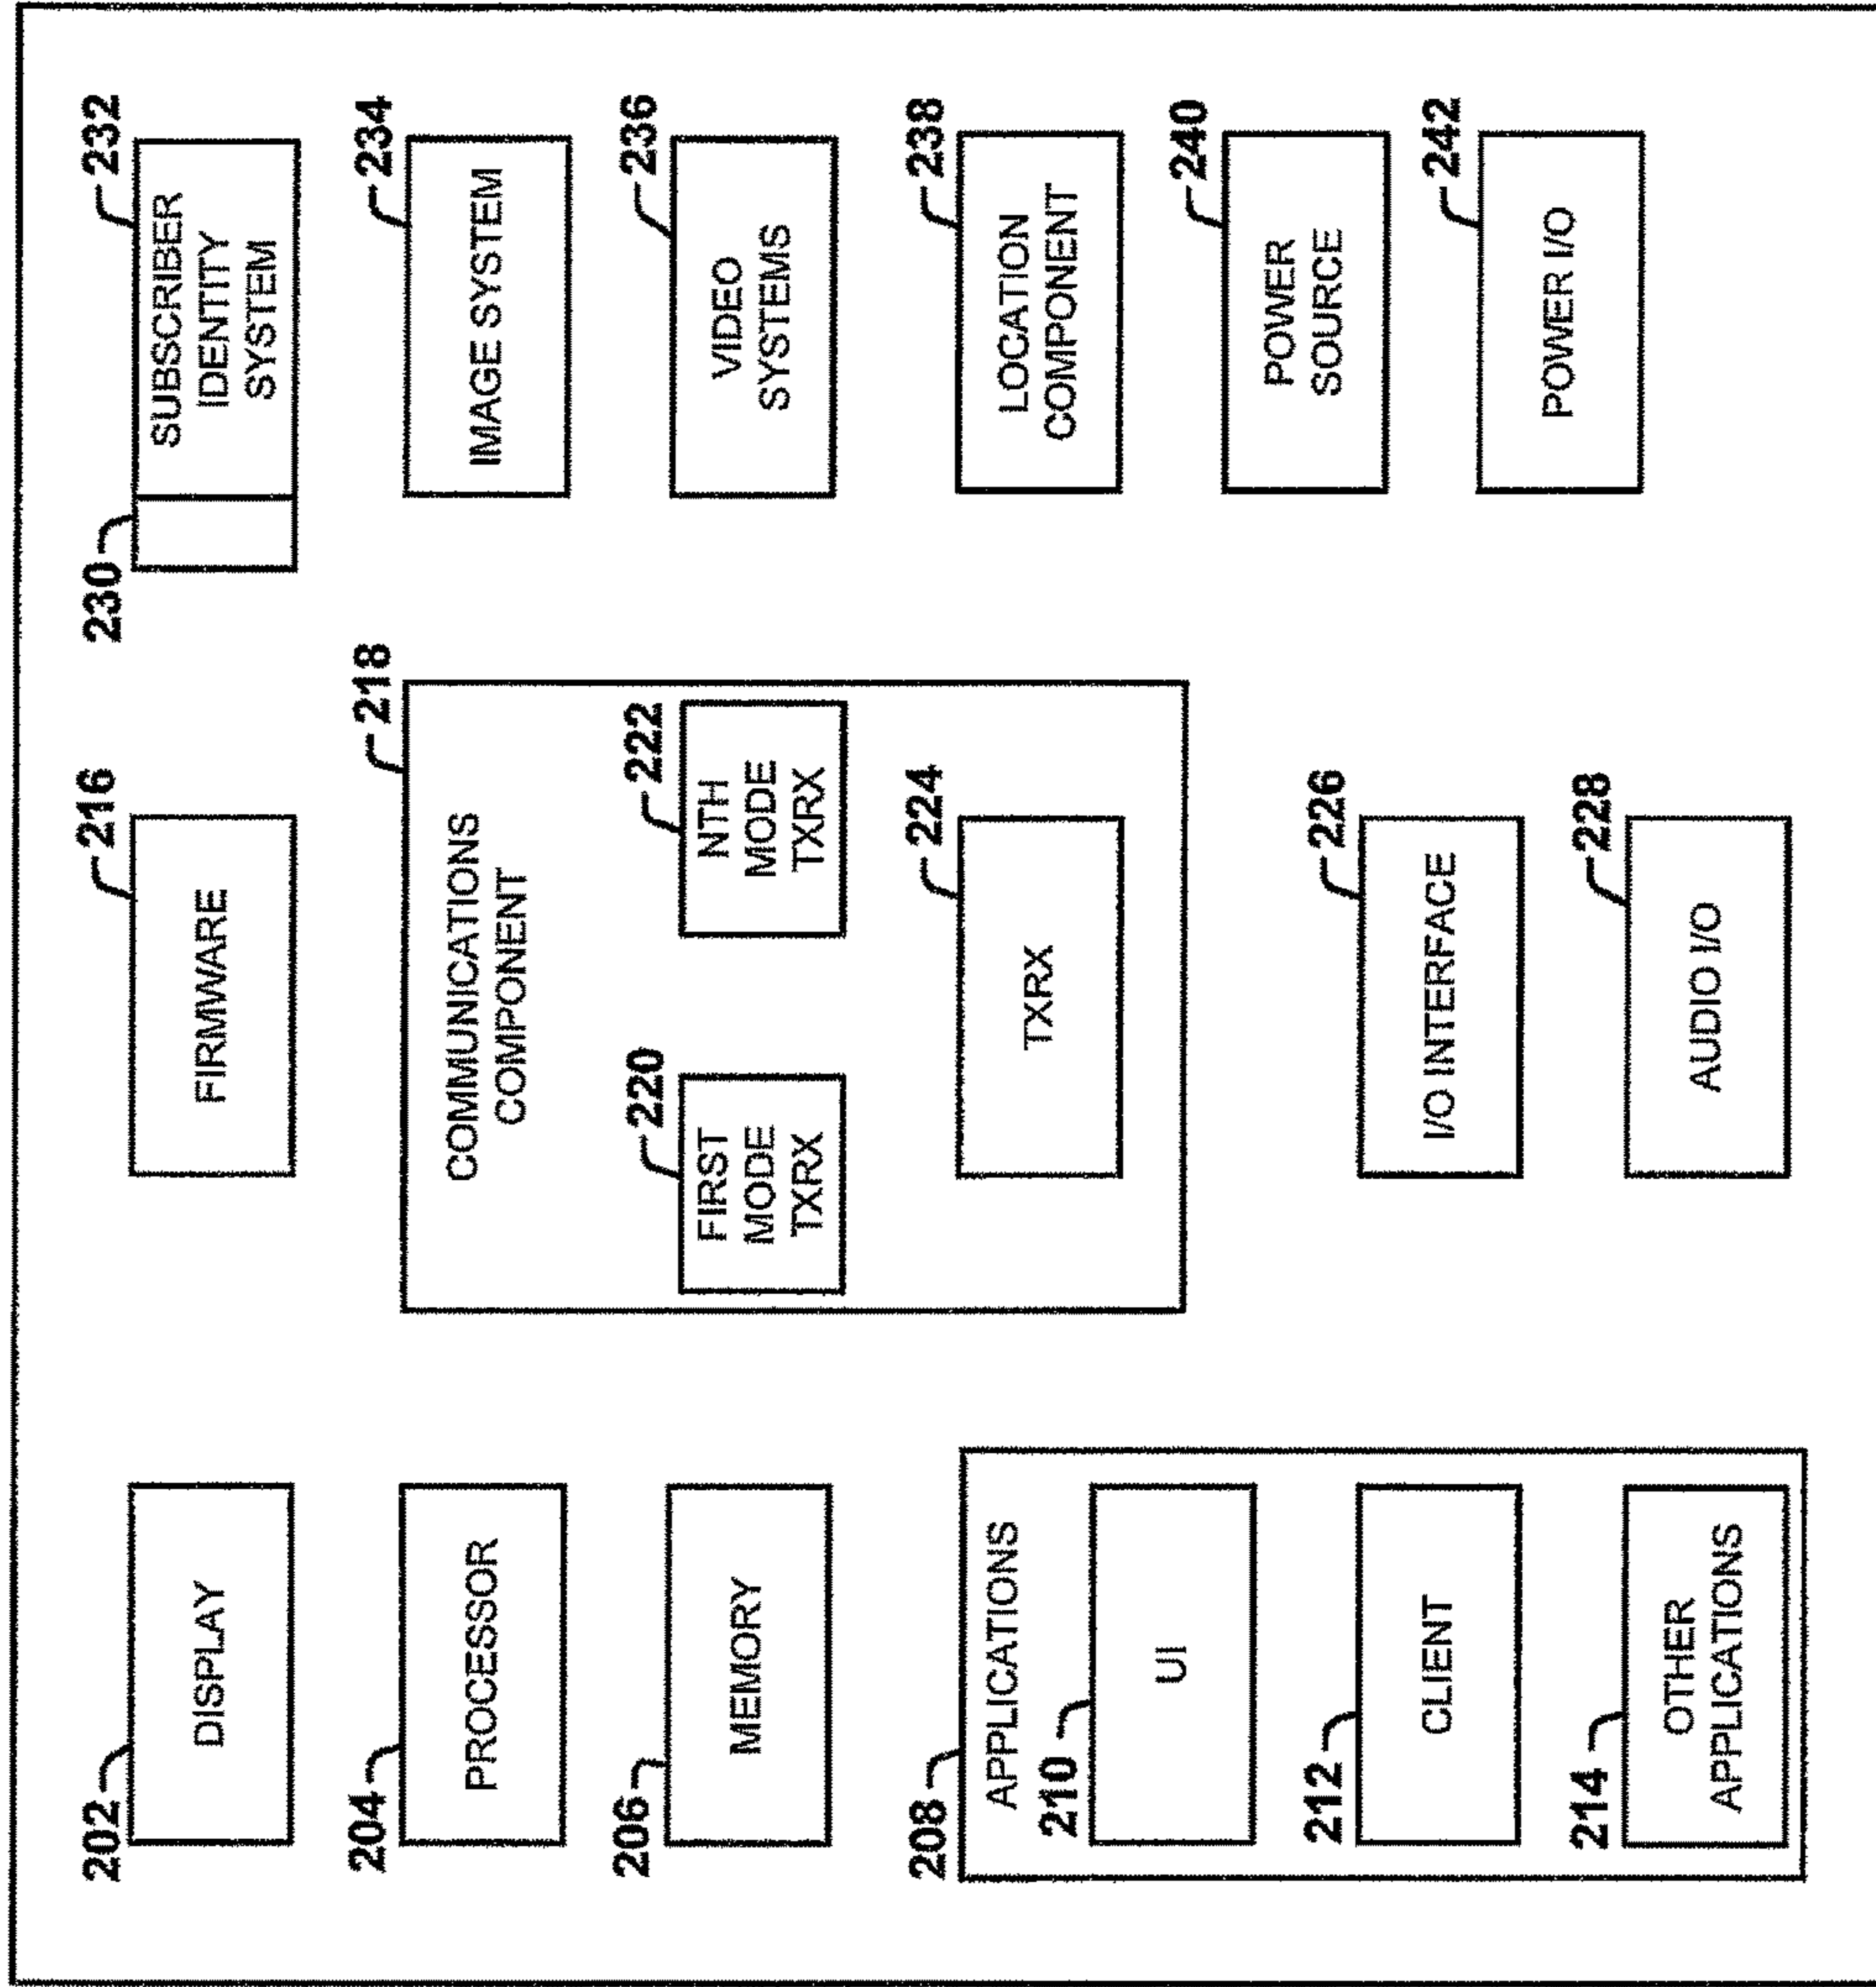 202
DISPLAY
204
PROCESSOR
206
MEMORY
208
APPLICATIONS
210
UI
212
CLIENT
214
OTHER
APPLICATIONS
216
FIRMWARE
218
COMMUNICATIONS
COMPONENT
220
FIRST
MODE
TXRX
222
NTH
MODE
TXRX
224
TXRX
226
I/O INTERFACE
228
AUDIO I/O
230
232
SUBSCRIBER
IDENTITY
SYSTEM
234
IMAGE SYSTEM
236
VIDEO
SYSTEMS
238
LOCATION
COMPONENT
240
POWER
SOURCE
242
POWER I/O